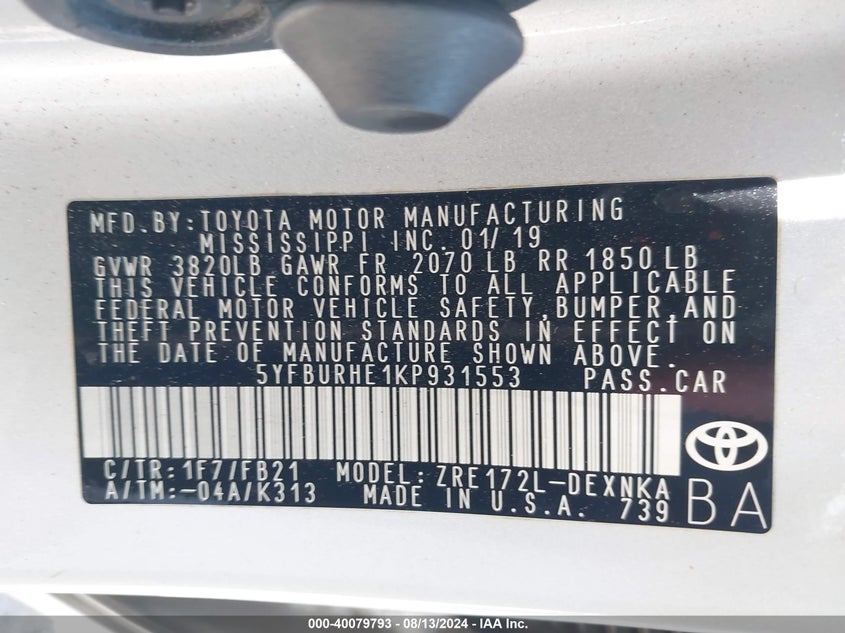 MFD.BY:TOYOTA MOTOR MANUFACTURING
MISSISSIPPI INC. 01/19
GVWR 3820LB GAWR FR 2070 LB RR 1850 LB
THIS VEHICLE CONFORMS TO ALL APPLICABLE
FEDERAL MOTOR VEHICLE SAFETY,BUMPER,AND
THEFT PREVENTION STANDARDS IN EFFECT ON
THE DATE OF MANUFACTURE SHOWN ABOVE.
5YFBURHE1KP931553 PASS.CAR
C/TR:1F7/FB21 MODEL:ZRE172L-DEXNKA
A/TM:-04A/K313 MADE IN U.S.A. 739
BA
000-40079793 - 08/13/2024 - IAA Inc.